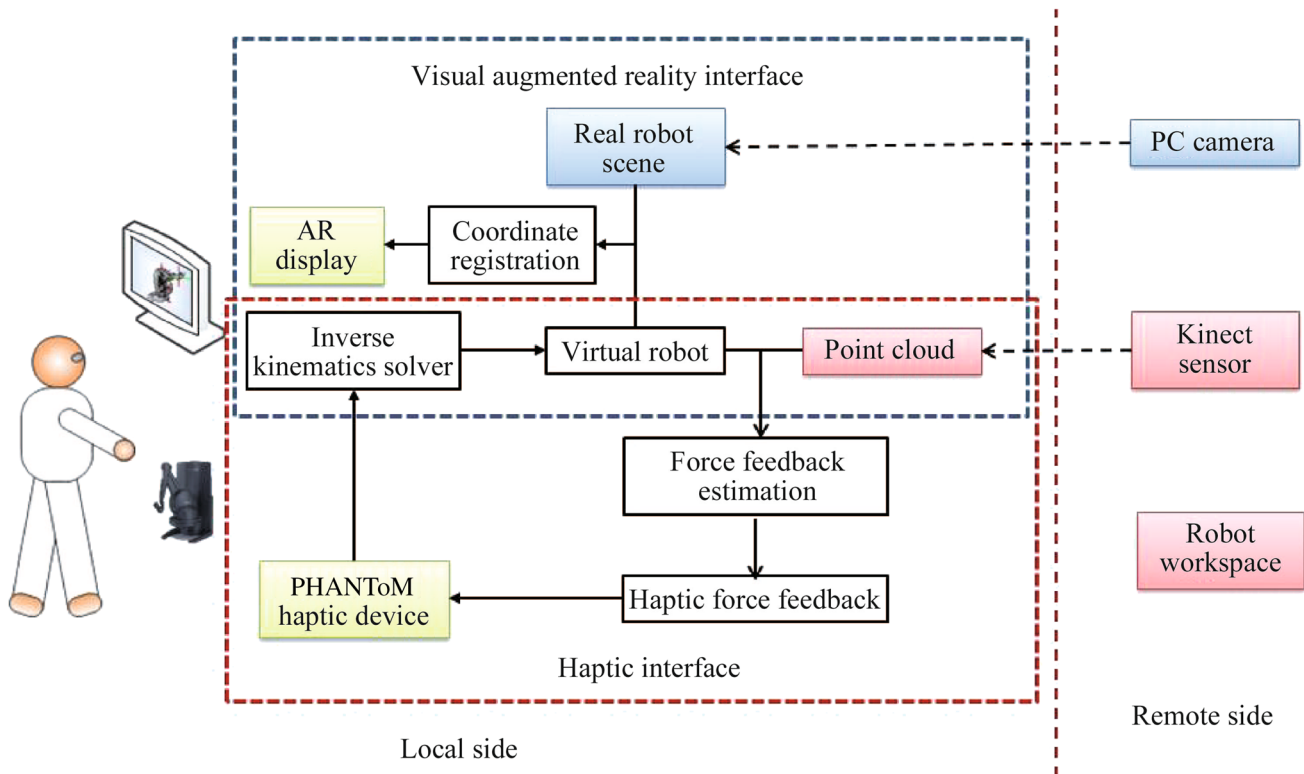 Visual augmented reality interface
Real robot
scene
PC camera
AR
display
Coordinate
registration
Inverse
kinematics solver
Virtual robot
Point cloud
Kinect
sensor
Force feedback
estimation
Robot
workspace
PHANToM
haptic device
Haptic force feedback
Haptic interface
Remote side
Local side